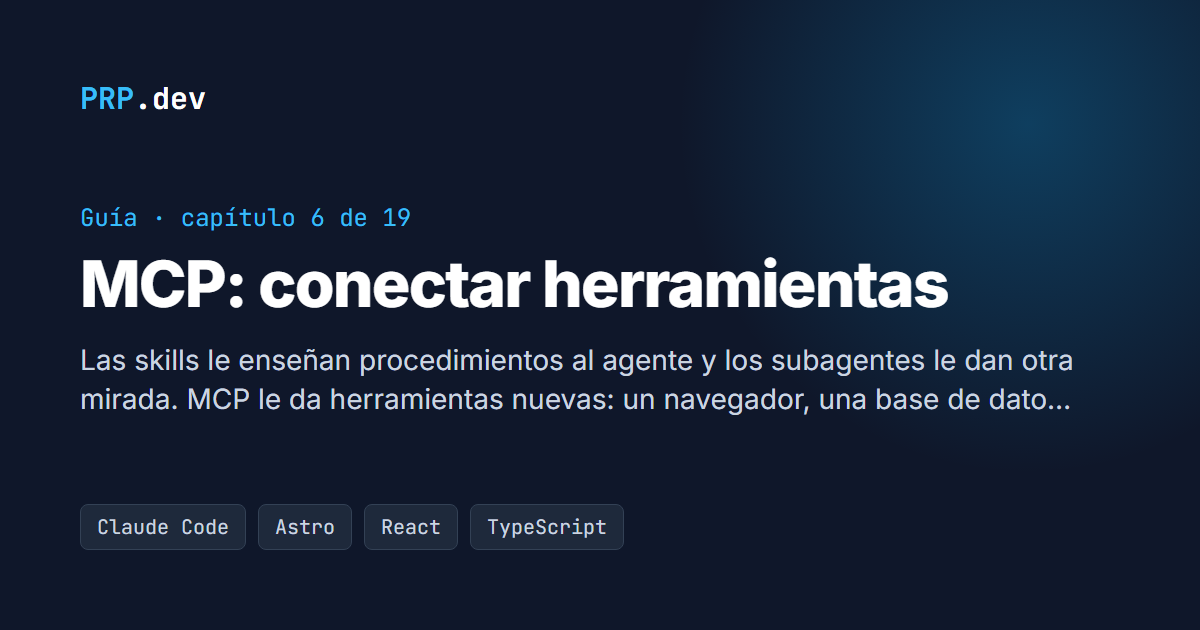 PRP.dev
Guía · capítulo 6 de 19
MCP: conectar herramientas
Las skills le enseñan procedimientos al agente y los subagentes le dan otra
mirada. MCP le da herramientas nuevas: un navegador, una base de dato...
Claude Code
Astro
React
TypeScript